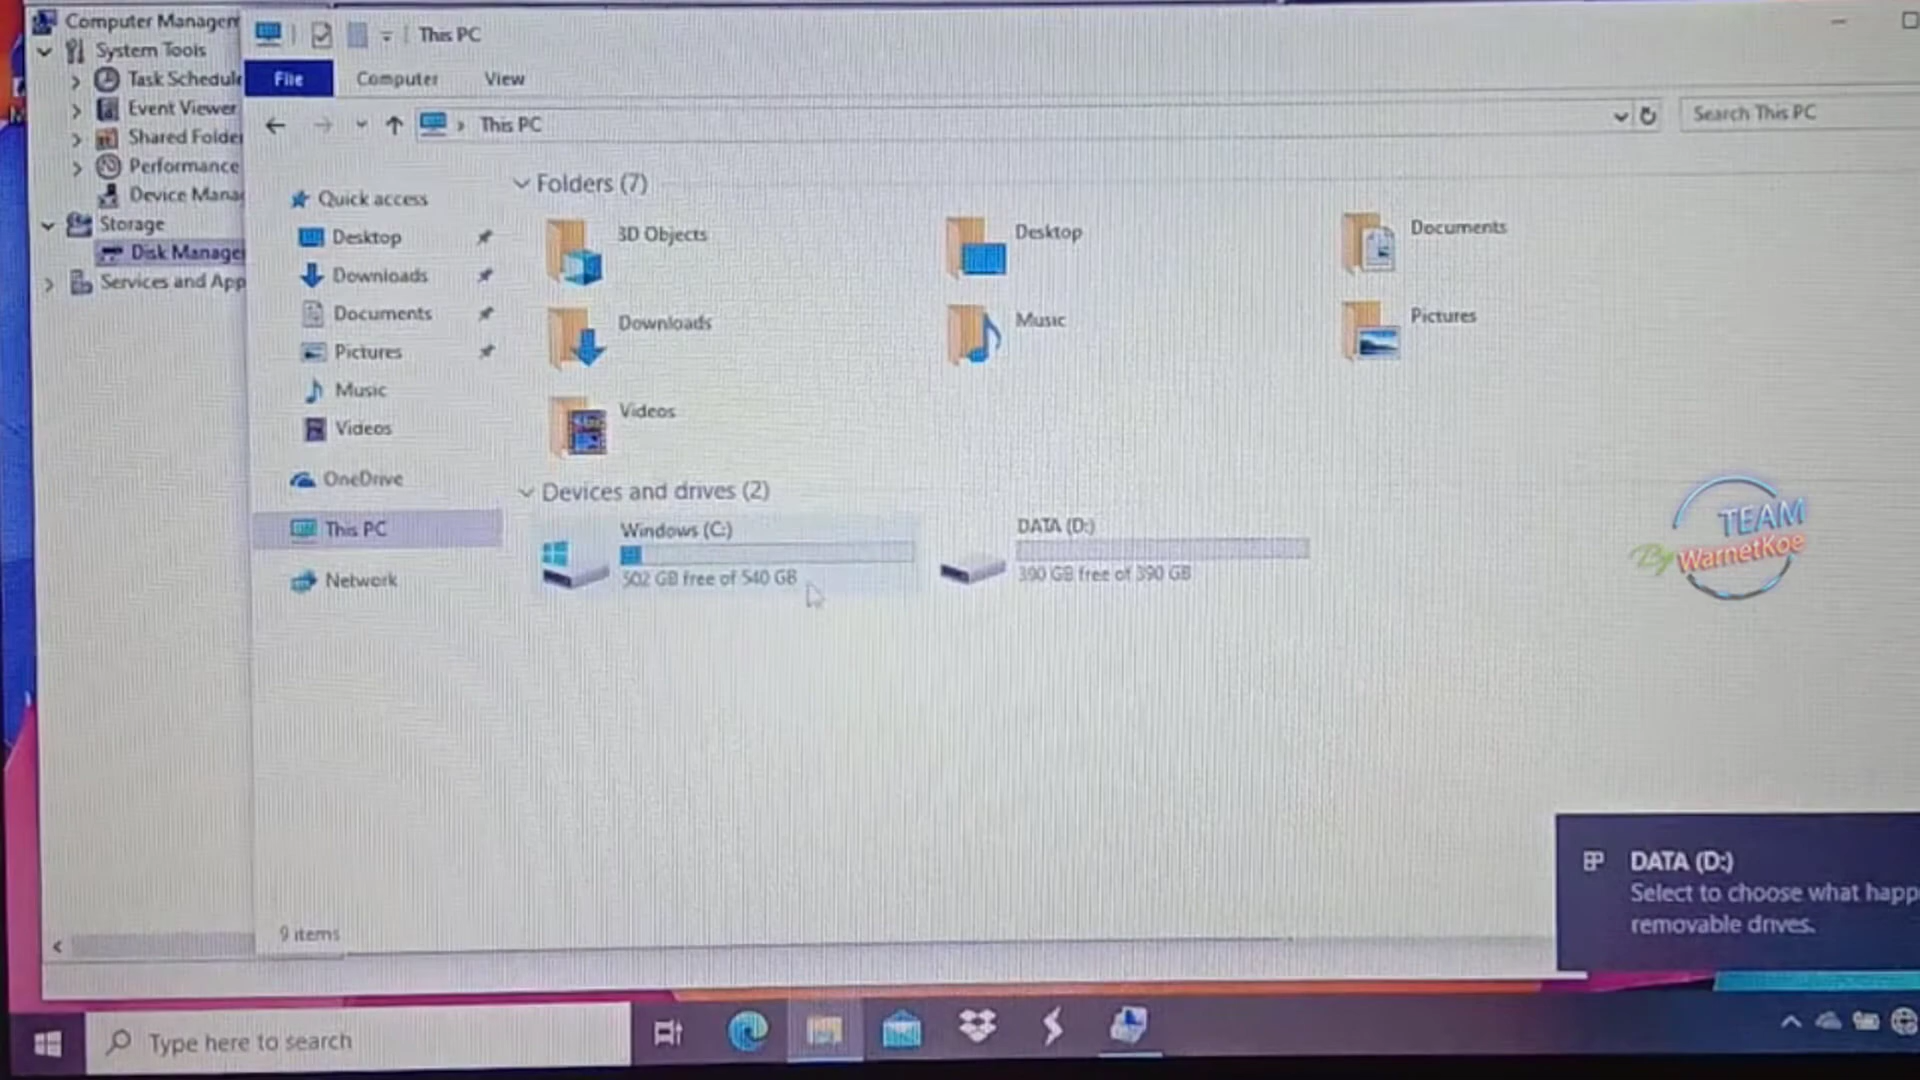 Computer Managem
System Tools
Task Schedule
Event Viewer
Shared Folder
Performance
Device Manag
Storage
Disk Manager
Services and App
This PC
File Computer View
This PC
Search This PC
Quick access
Desktop
Downloads
Documents
Pictures
Music
Videos
OneDrive
This PC
Network
Folders (7)
3D Objects
Desktop
Documents
Downloads
Music
Pictures
Videos
Devices and drives (2)
Windows (C:)
502 GB free of 540 GB
DATA (D:)
390 GB free of 390 GB
TEAM
By WarnetKoe
DATA (D:)
Select to choose what happ
removable drives.
9 items
Type here to search